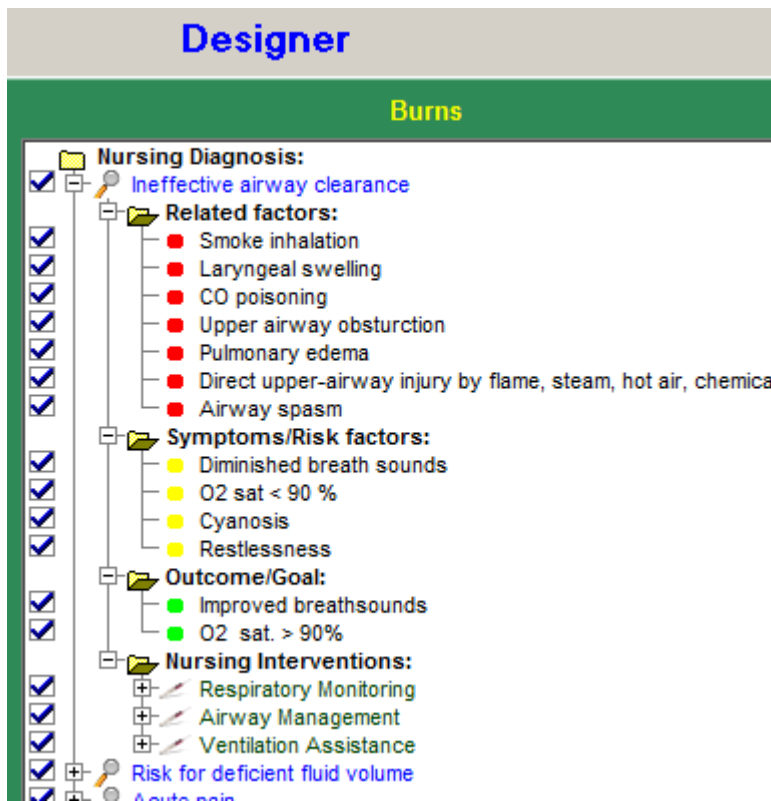 Designer
Burns
Nursing Diagnosis:
Ineffective airway clearance
Related factors:
Smoke inhalation
Laryngeal swelling
CO poisoning
Upper airway obsturction
Pulmonary edema
Direct upper-airway injury by flame, steam, hot air, chemica
Airway spasm
Symptoms/Risk factors:
Diminished breath sounds
O2 sat < 90 %
Cyanosis
Restlessness
Outcome/Goal:
Improved breathsounds
O2 sat. > 90%
Nursing Interventions:
Respiratory Monitoring
Airway Management
Ventilation Assistance
Risk for deficient fluid volume
Acute pain